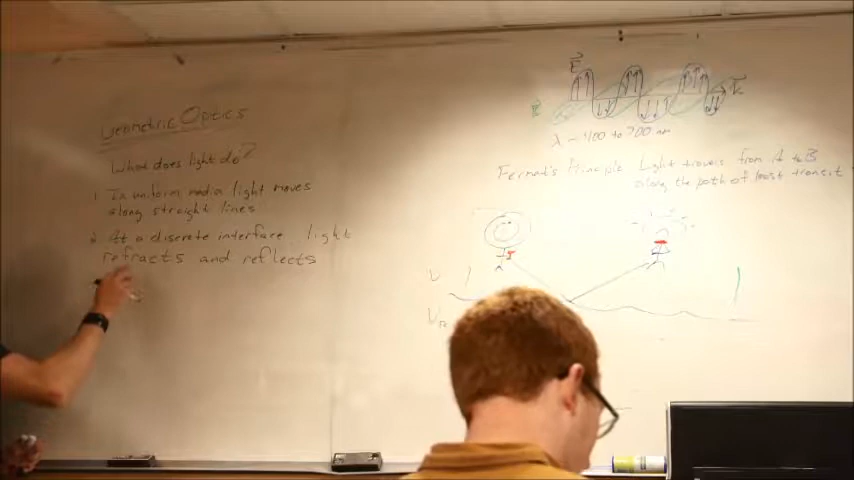 Geometric Optics
What does light do?
1. In a uniform media light moves
along straight lines
2. At a discrete interface light
refracts and reflects
E
K
E
λ ~ 400 to 700 nm
Fermat's Principle Light travels from A to B
along the path of least transit